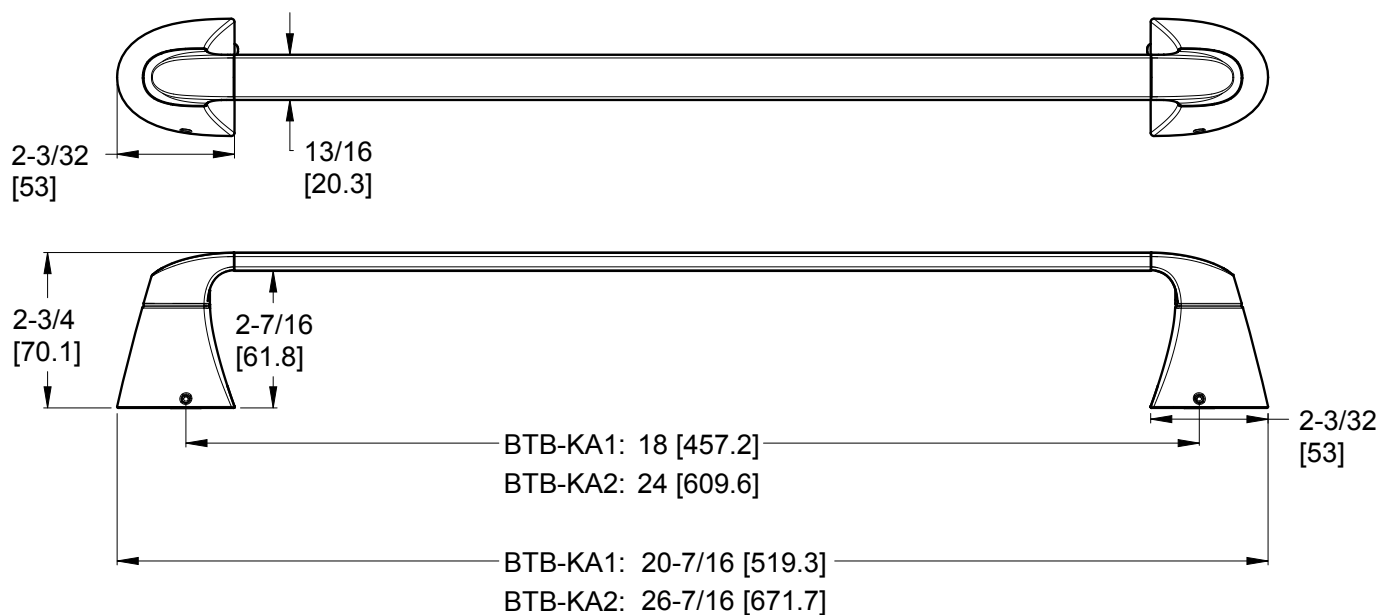 2-3/32
[53]
13/16
[20.3]
2-3/4
[70.1]
2-7/16
[61.8]
2-3/32
[53]
BTB-KA1: 18 [457.2]
BTB-KA2: 24 [609.6]
BTB-KA1: 20-7/16 [519.3]
BTB-KA2: 26-7/16 [671.7]